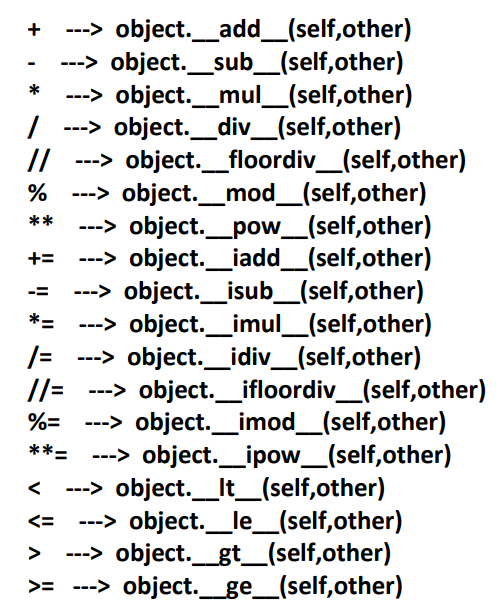 + ---> object.__add__(self,other)
- ---> object.__sub__(self,other)
* ---> object.__mul__(self,other)
/ ---> object.__div__(self,other)
// ---> object.__floordiv__(self,other)
% ---> object.__mod__(self,other)
** ---> object.__pow__(self,other)
+= ---> object.__iadd__(self,other)
-= ---> object.__isub__(self,other)
*= ---> object.__imul__(self,other)
/= ---> object.__idiv__(self,other)
//= ---> object.__ifloordiv__(self,other)
%= ---> object.__imod__(self,other)
**= ---> object.__ipow__(self,other)
< ---> object.__lt__(self,other)
<= ---> object.__le__(self,other)
> ---> object.__gt__(self,other)
>= ---> object.__ge__(self,other)